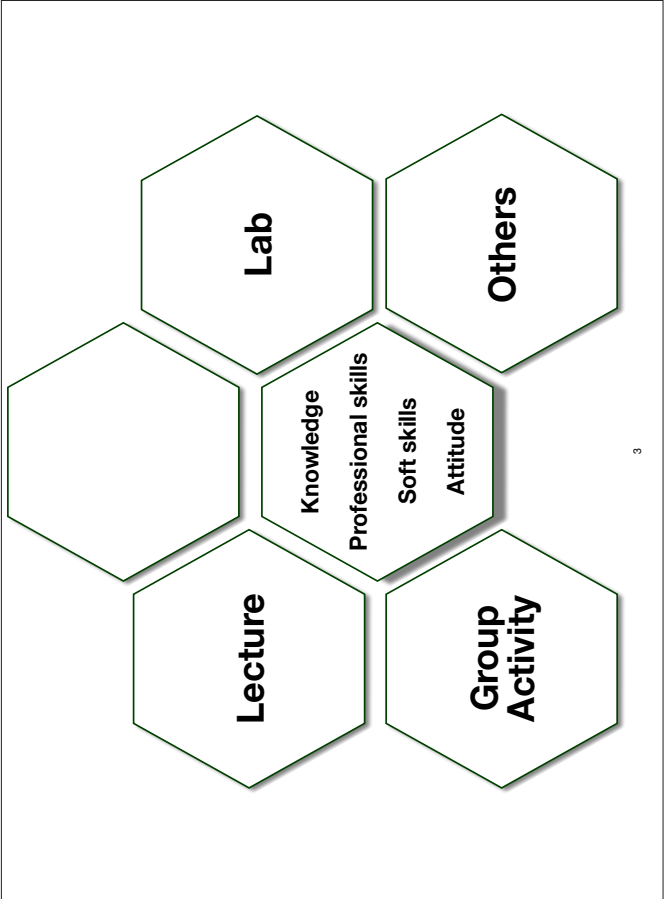 Lecture
Lab
Knowledge
Professional skills
Soft skills
Attitude
Group
Activity
Others
3